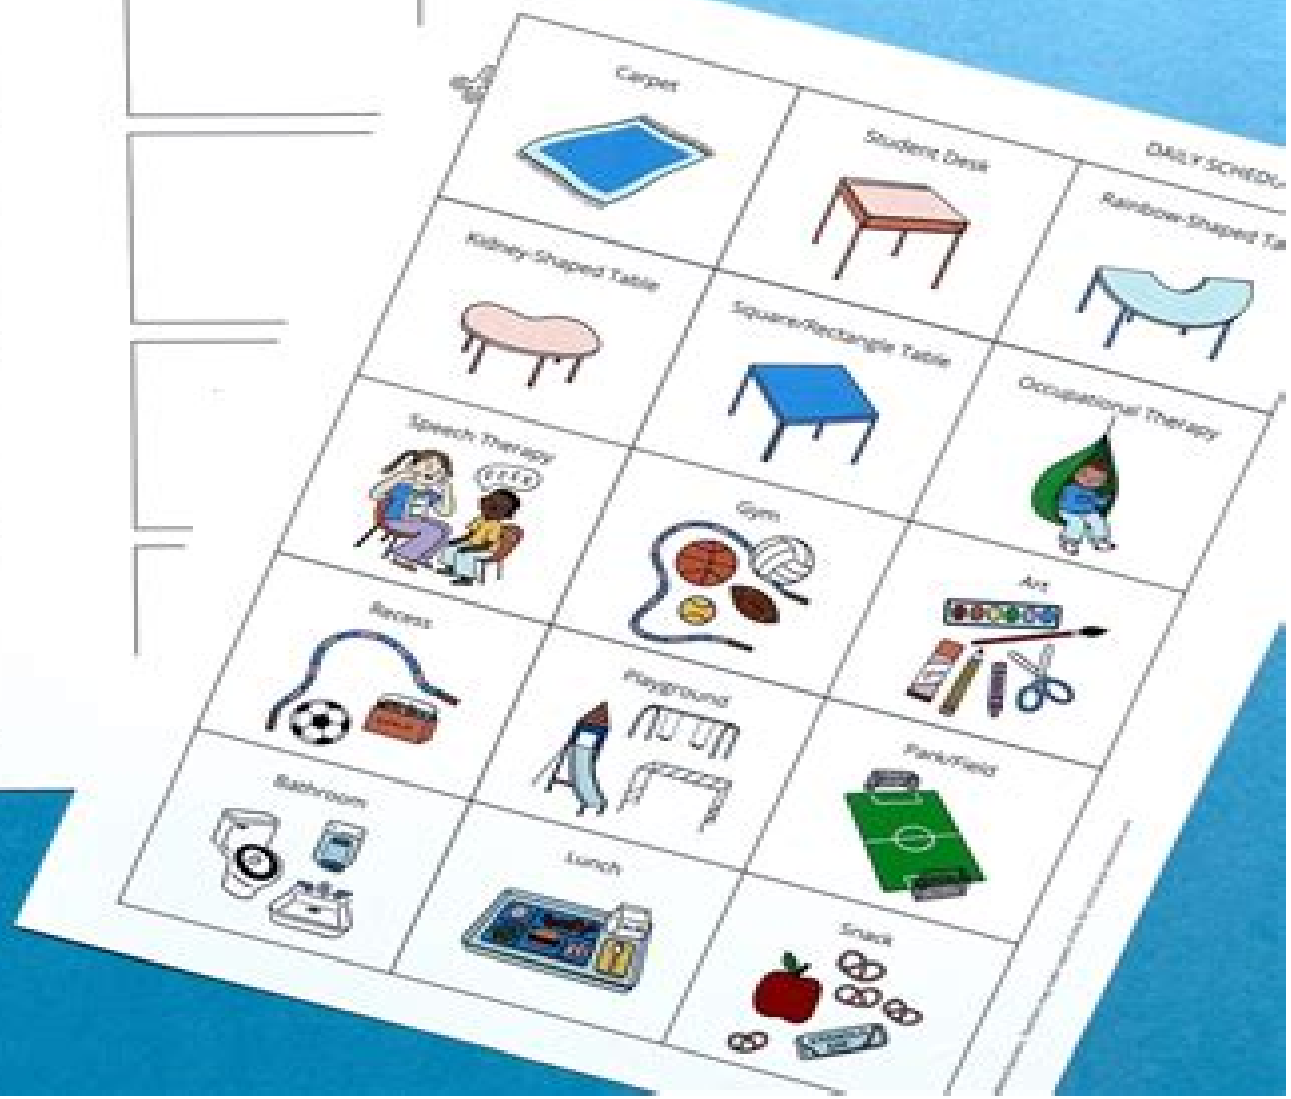 DAILY SCHEDU
Carpet
Student Desk
Rainbow-Shaped Ta
Kidney-Shaped Table
Square/Rectangle Table
Occupational Therapy
Speech Therapy
Gym
Art
Recess
Playground
Park/Field
Bathroom
Lunch
Snack